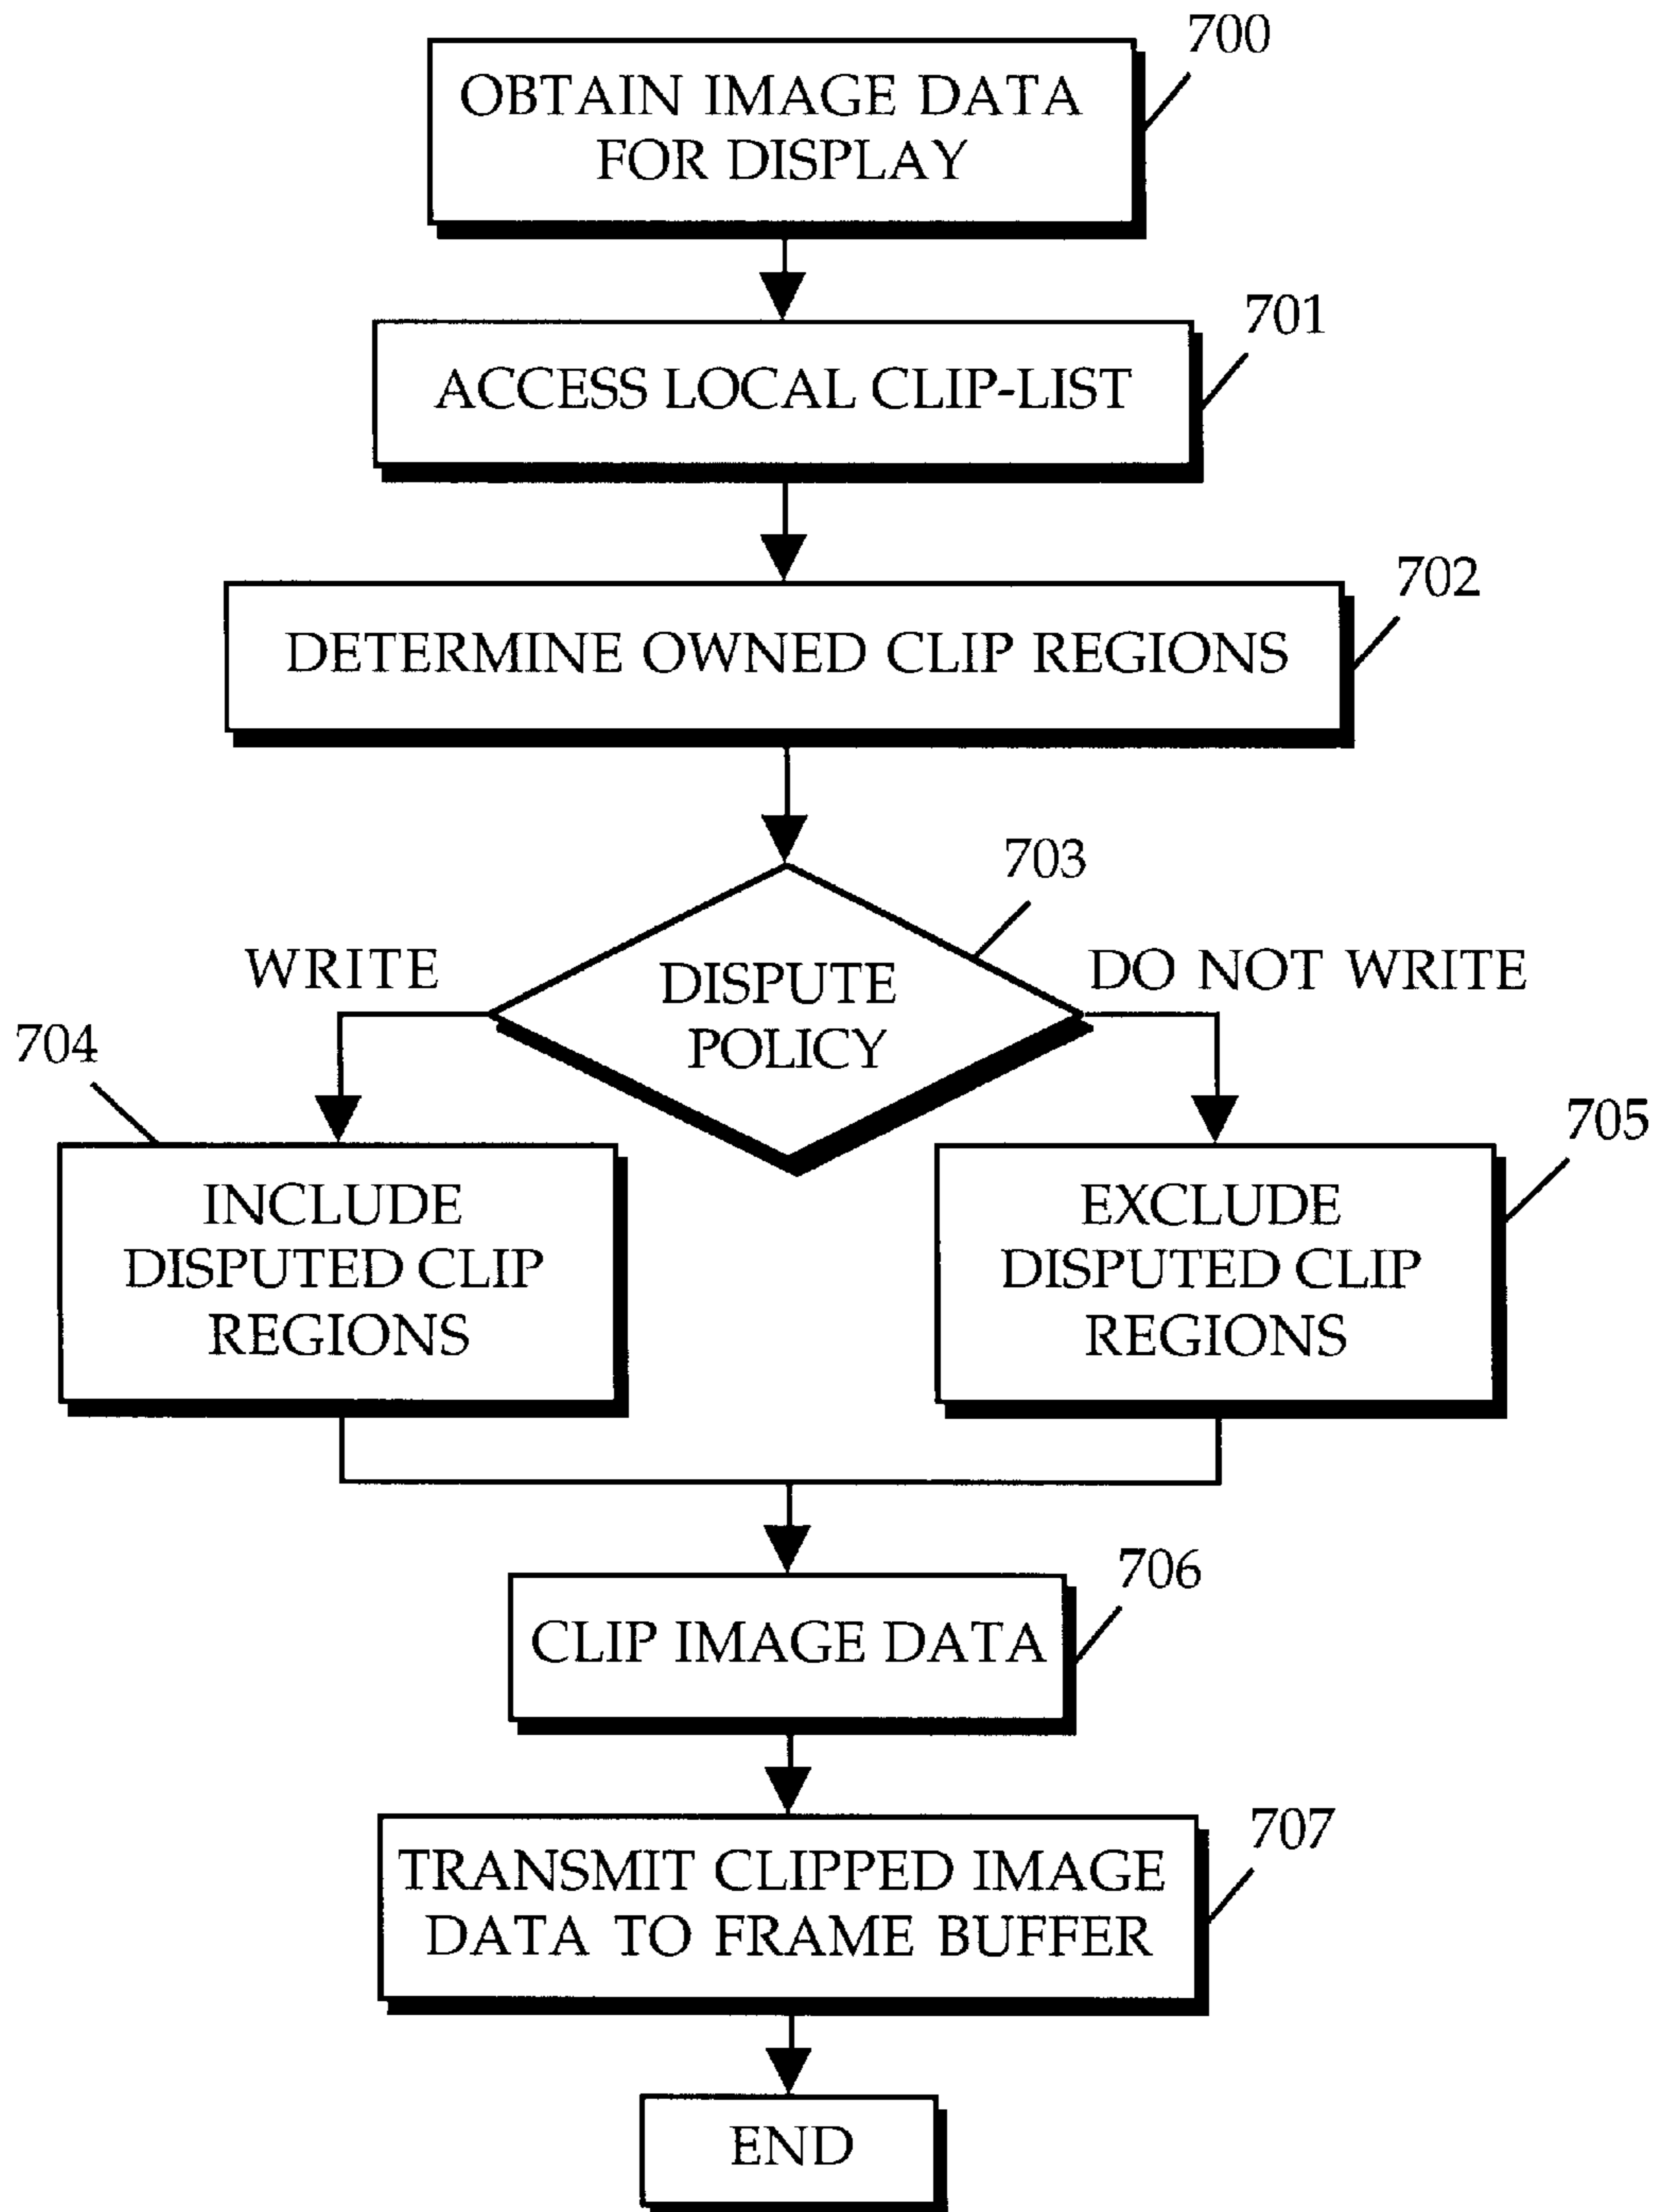 700
OBTAIN IMAGE DATA
FOR DISPLAY
701
ACCESS LOCAL CLIP-LIST
702
DETERMINE OWNED CLIP REGIONS
703
WRITE
DISPUTE
POLICY
DO NOT WRITE
704
INCLUDE
DISPUTED CLIP
REGIONS
705
EXCLUDE
DISPUTED CLIP
REGIONS
706
CLIP IMAGE DATA
707
TRANSMIT CLIPPED IMAGE
DATA TO FRAME BUFFER
END